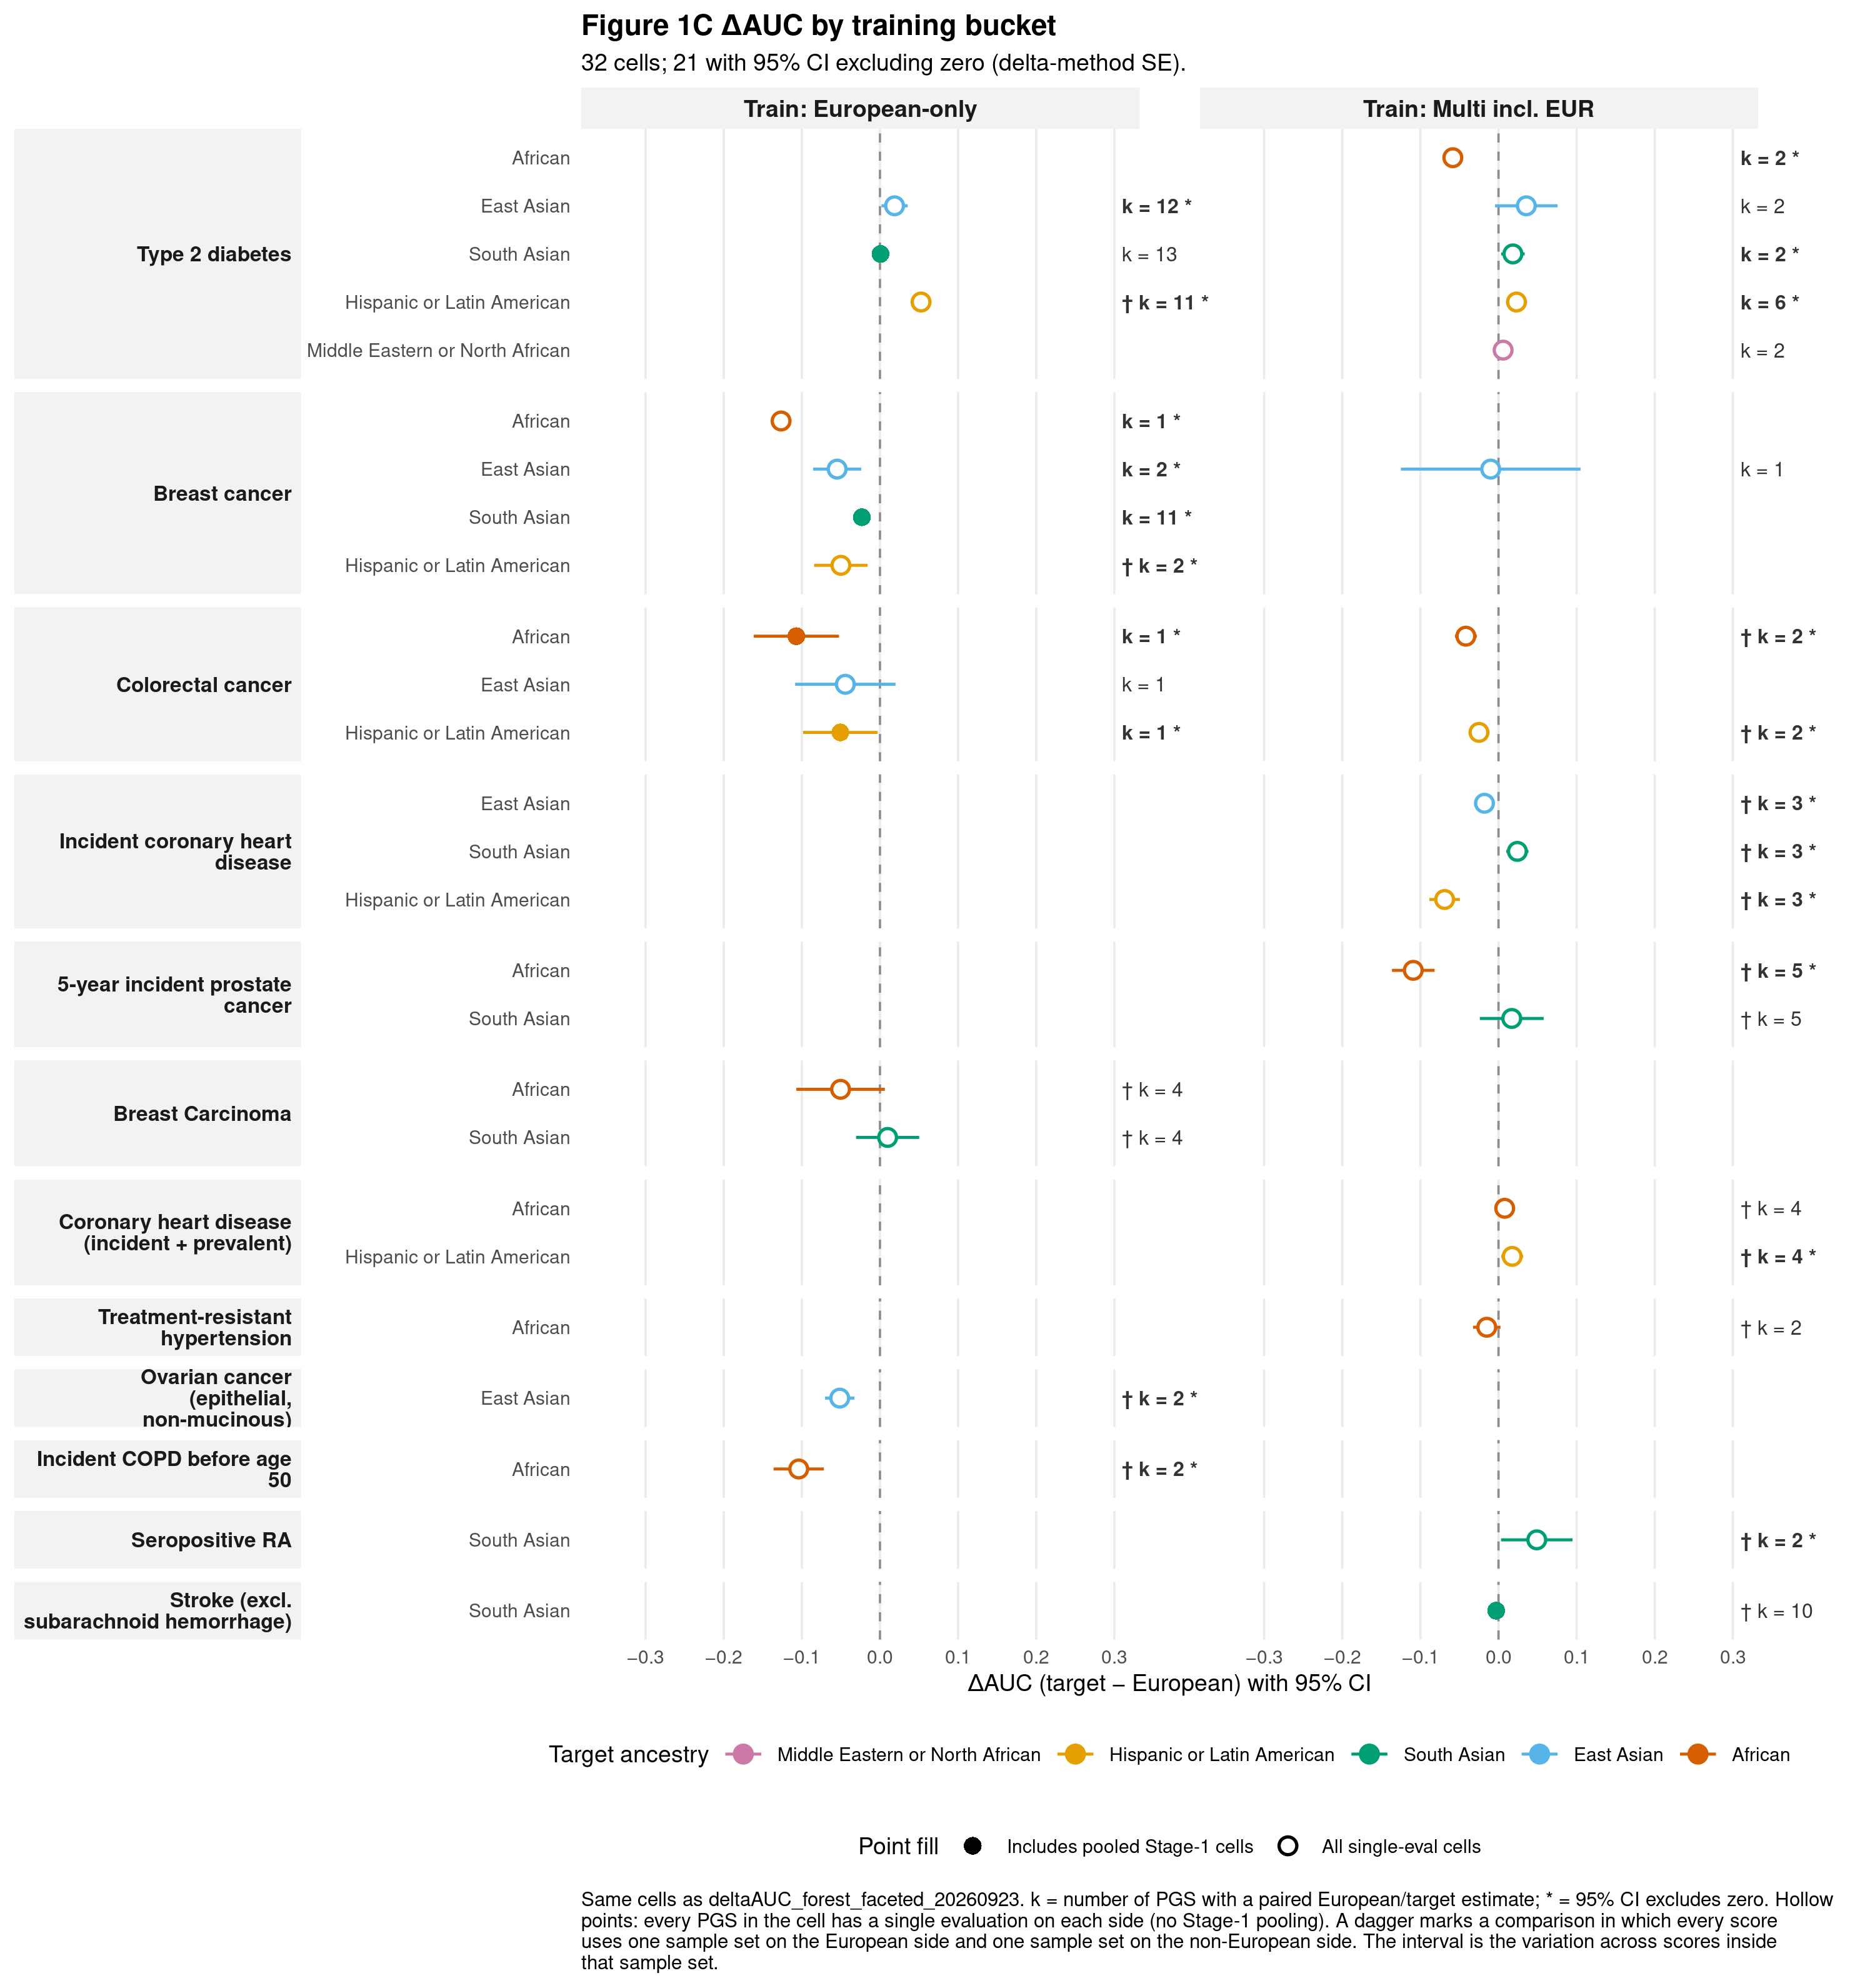 Figure 1C ΔAUC by training bucket
32 cells; 21 with 95% CI excluding zero (delta-method SE).
Train: European-only
Train: Multi incl. EUR
Type 2 diabetes
African
k = 2 *
East Asian
k = 12 *
k = 2
South Asian
k = 13
k = 2 *
Hispanic or Latin American
† k = 11 *
k = 6 *
Middle Eastern or North African
k = 2
Breast cancer
African
k = 1 *
East Asian
k = 2 *
k = 1
South Asian
k = 11 *
Hispanic or Latin American
† k = 2 *
Colorectal cancer
African
k = 1 *
† k = 2 *
East Asian
k = 1
Hispanic or Latin American
k = 1 *
† k = 2 *
Incident coronary heart
disease
East Asian
† k = 3 *
South Asian
† k = 3 *
Hispanic or Latin American
† k = 3 *
5-year incident prostate
cancer
African
† k = 5 *
South Asian
† k = 5
Breast Carcinoma
African
† k = 4
South Asian
† k = 4
Coronary heart disease
(incident + prevalent)
African
† k = 4
Hispanic or Latin American
† k = 4 *
Treatment-resistant
hypertension
African
† k = 2
Ovarian cancer
(epithelial,
non-mucinous)
East Asian
† k = 2 *
Incident COPD before age
50
African
† k = 2 *
Seropositive RA
South Asian
† k = 2 *
Stroke (excl.
subarachnoid hemorrhage)
South Asian
† k = 10
−0.3 −0.2 −0.1 0.0 0.1 0.2 0.3
−0.3 −0.2 −0.1 0.0 0.1 0.2 0.3
ΔAUC (target − European) with 95% CI
Target ancestry Middle Eastern or North African Hispanic or Latin American South Asian East Asian African
Point fill Includes pooled Stage-1 cells All single-eval cells
Same cells as deltaAUC_forest_faceted_20260923. k = number of PGS with a paired European/target estimate; * = 95% CI excludes zero. Hollow
points: every PGS in the cell has a single evaluation on each side (no Stage-1 pooling). A dagger marks a comparison in which every score
uses one sample set on the European side and one sample set on the non-European side. The interval is the variation across scores inside
that sample set.